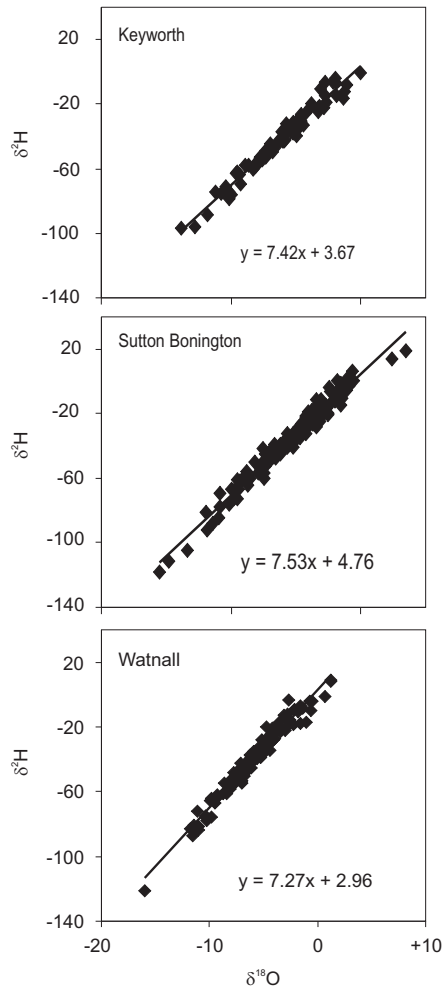 20
Keyworth
-20
-60
-100
-140
δ²H
y = 7.42x + 3.67
20
Sutton Bonington
-20
-60
-100
-140
δ²H
y = 7.53x + 4.76
20
Watnall
-20
-60
-100
-140
δ²H
y = 7.27x + 2.96
-20 -10 0 +10
δ¹⁸O